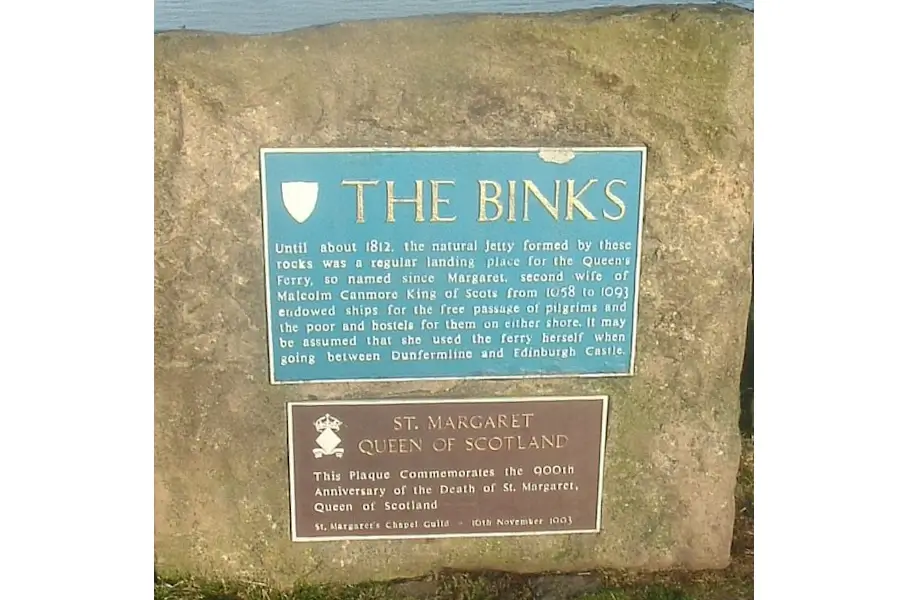 THE BINKS
Until about 1812, the natural jetty formed by these
rocks was a regular landing place for the Queen's
Ferry, so named since Margaret, second wife of
Malcolm Canmore King of Scots from 1058 to 1093
endowed ships for the free passage of pilgrims and
the poor and hostels for them on either shore. It may
be assumed that she used the ferry herself when
going between Dunfermline and Edinburgh Castle.
ST. MARGARET
QUEEN OF SCOTLAND
This Plaque Commemorates the 900th
Anniversary of the Death of St. Margaret,
Queen of Scotland
St. Margaret's Chapel Guild - 16th November 1993